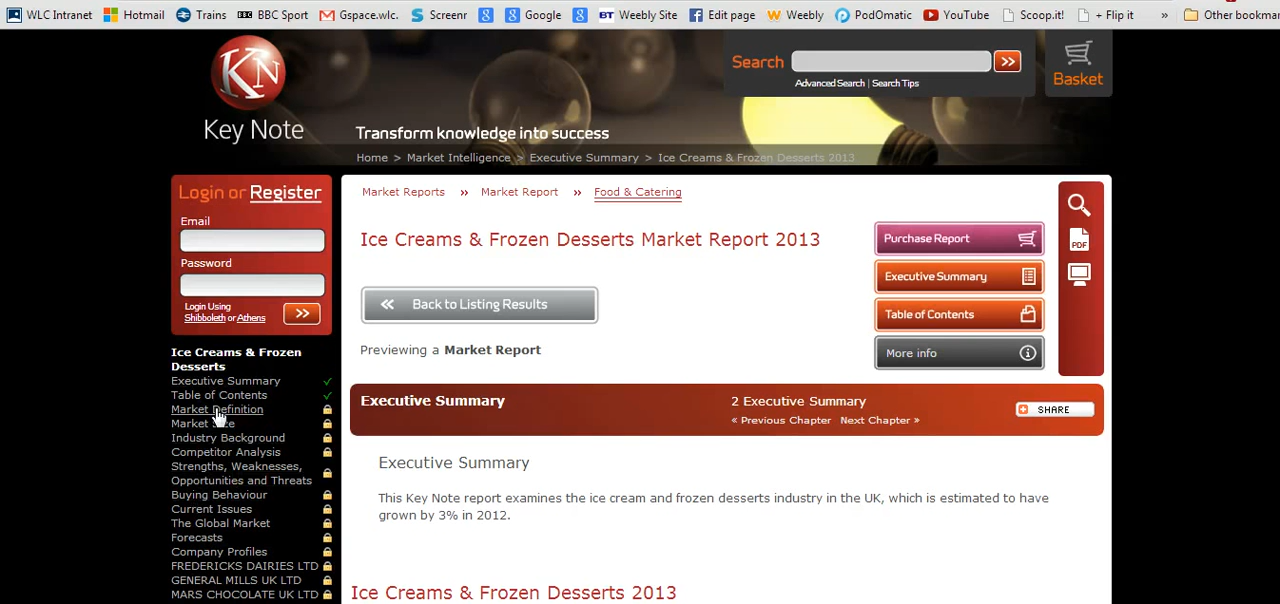 WLC Intranet Hotmail Trains BBC Sport Gspace.wlc. Screenr Google Weebly Site Edit page Weebly PodOmatic YouTube Scoop.it! + Flip it » Other bookmar
KN
Key Note
Transform knowledge into success
Search >>
Advanced Search | Search Tips
Basket
Home > Market Intelligence > Executive Summary > Ice Creams & Frozen Desserts 2013
Login or Register
Email
Password
Login Using
Shibboleth or Athens >>
Ice Creams & Frozen
Desserts
Executive Summary
Table of Contents
Market Definition
Industry Background
Competitor Analysis
Strengths, Weaknesses,
Opportunities and Threats
Buying Behaviour
Current Issues
The Global Market
Forecasts
Company Profiles
FREDERICKS DAIRIES LTD
GENERAL MILLS UK LTD
MARS CHOCOLATE UK LTD
Market Reports » Market Report » Food & Catering
Ice Creams & Frozen Desserts Market Report 2013
« Back to Listing Results
Previewing a Market Report
Purchase Report
Executive Summary
Table of Contents
More info
PDF
Executive Summary
2 Executive Summary
« Previous Chapter Next Chapter »
SHARE
Executive Summary
This Key Note report examines the ice cream and frozen desserts industry in the UK, which is estimated to have
grown by 3% in 2012.
Ice Creams & Frozen Desserts 2013